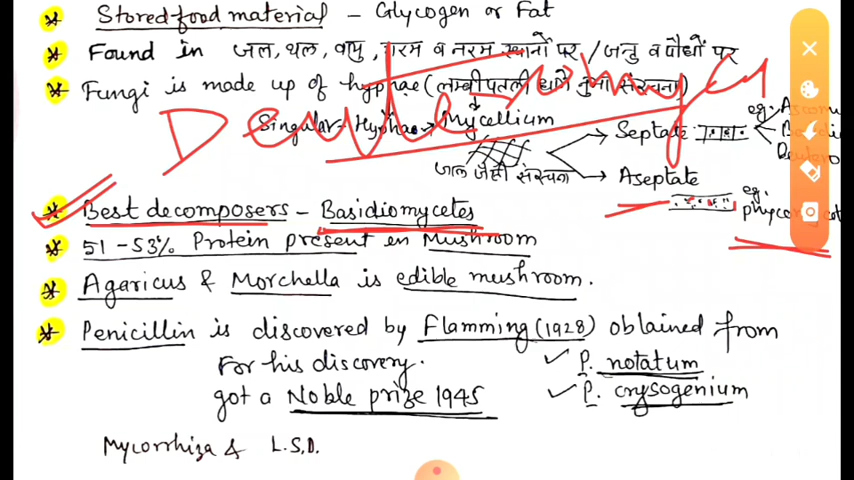 Stored food material – Glycogen or Fat
Found in जल, थल, वायु, गरम व नरम स्थानों पर / जन्तु व पौधों पर
Fungi is made up of hyphae (लम्बी पतली धागे नुमा संरचना)
Singular – Hyphae → Mycellium
जाल जैसी संरचना
Septate
eg.
Aseptate
eg.
Best decomposers – Basidiomycetes
51 – 53% Protein present en Mushroom
Agaricus & Morchella is edible mushroom.
Penicillin is discovered by Flamming (1928) obtained from
For his discovery.
P. notatum
got a Noble prize 1945
P. crysogenium
Mycorrhiza & L.S.D.